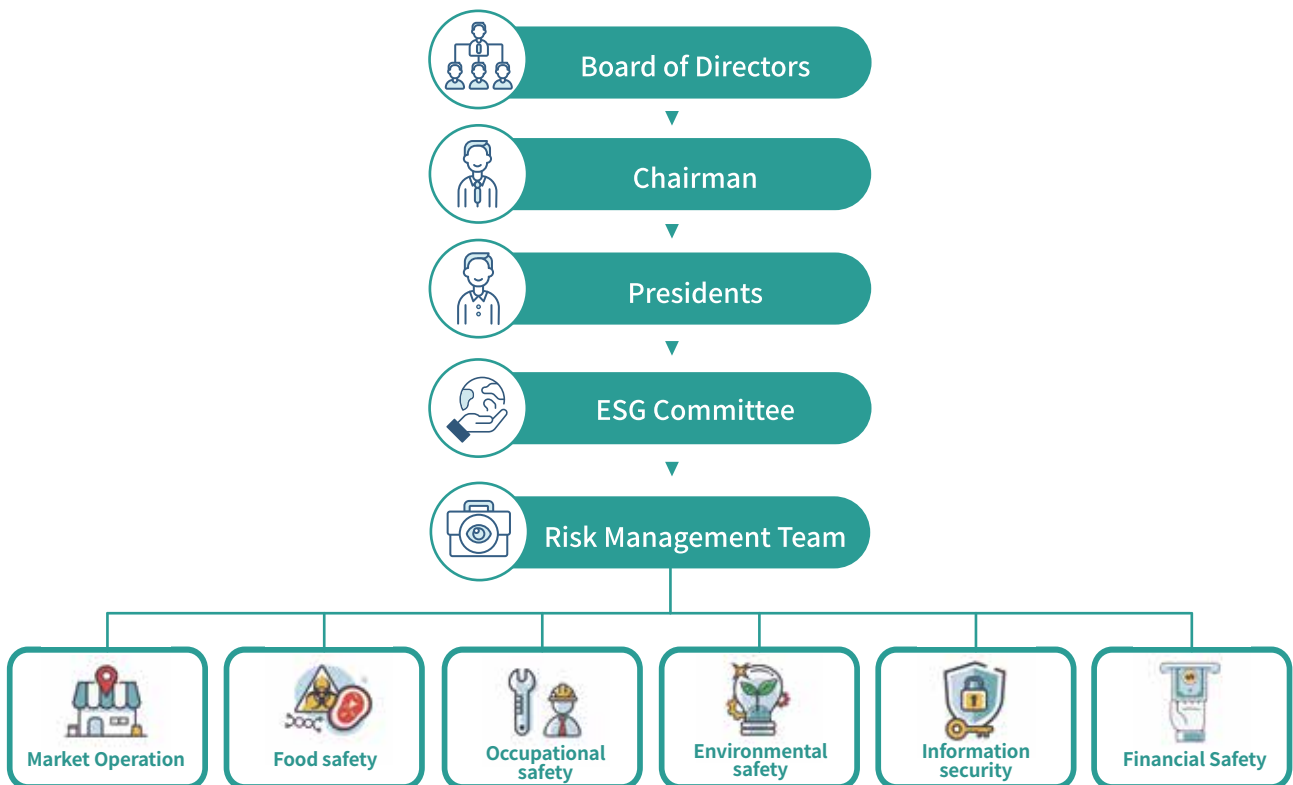 Board of Directors
Chairman
Presidents
ESG Committee
Risk Management Team
Market Operation
Food safety
Occupational
safety
Environmental
safety
Information
security
Financial Safety